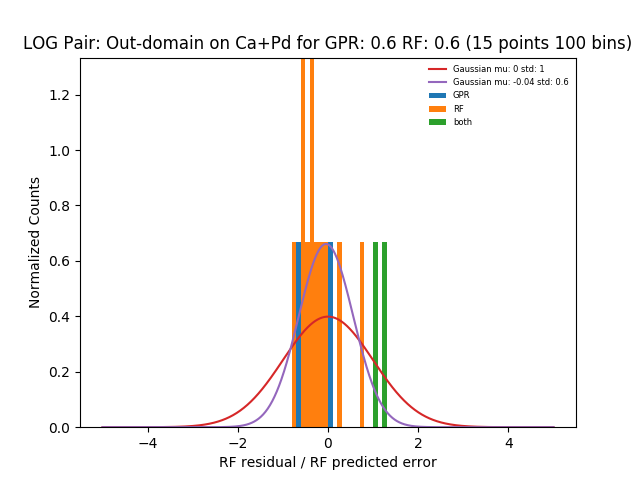 LOG Pair: Out-domain on Ca+Pd for GPR: 0.6 RF: 0.6 (15 points 100 bins)
Gaussian mu: 0 std: 1
Gaussian mu: -0.04 std: 0.6
GPR
RF
both
Normalized Counts
1.2
1.0
0.8
0.6
0.4
0.2
0.0
−4 −2 0 2 4
RF residual / RF predicted error